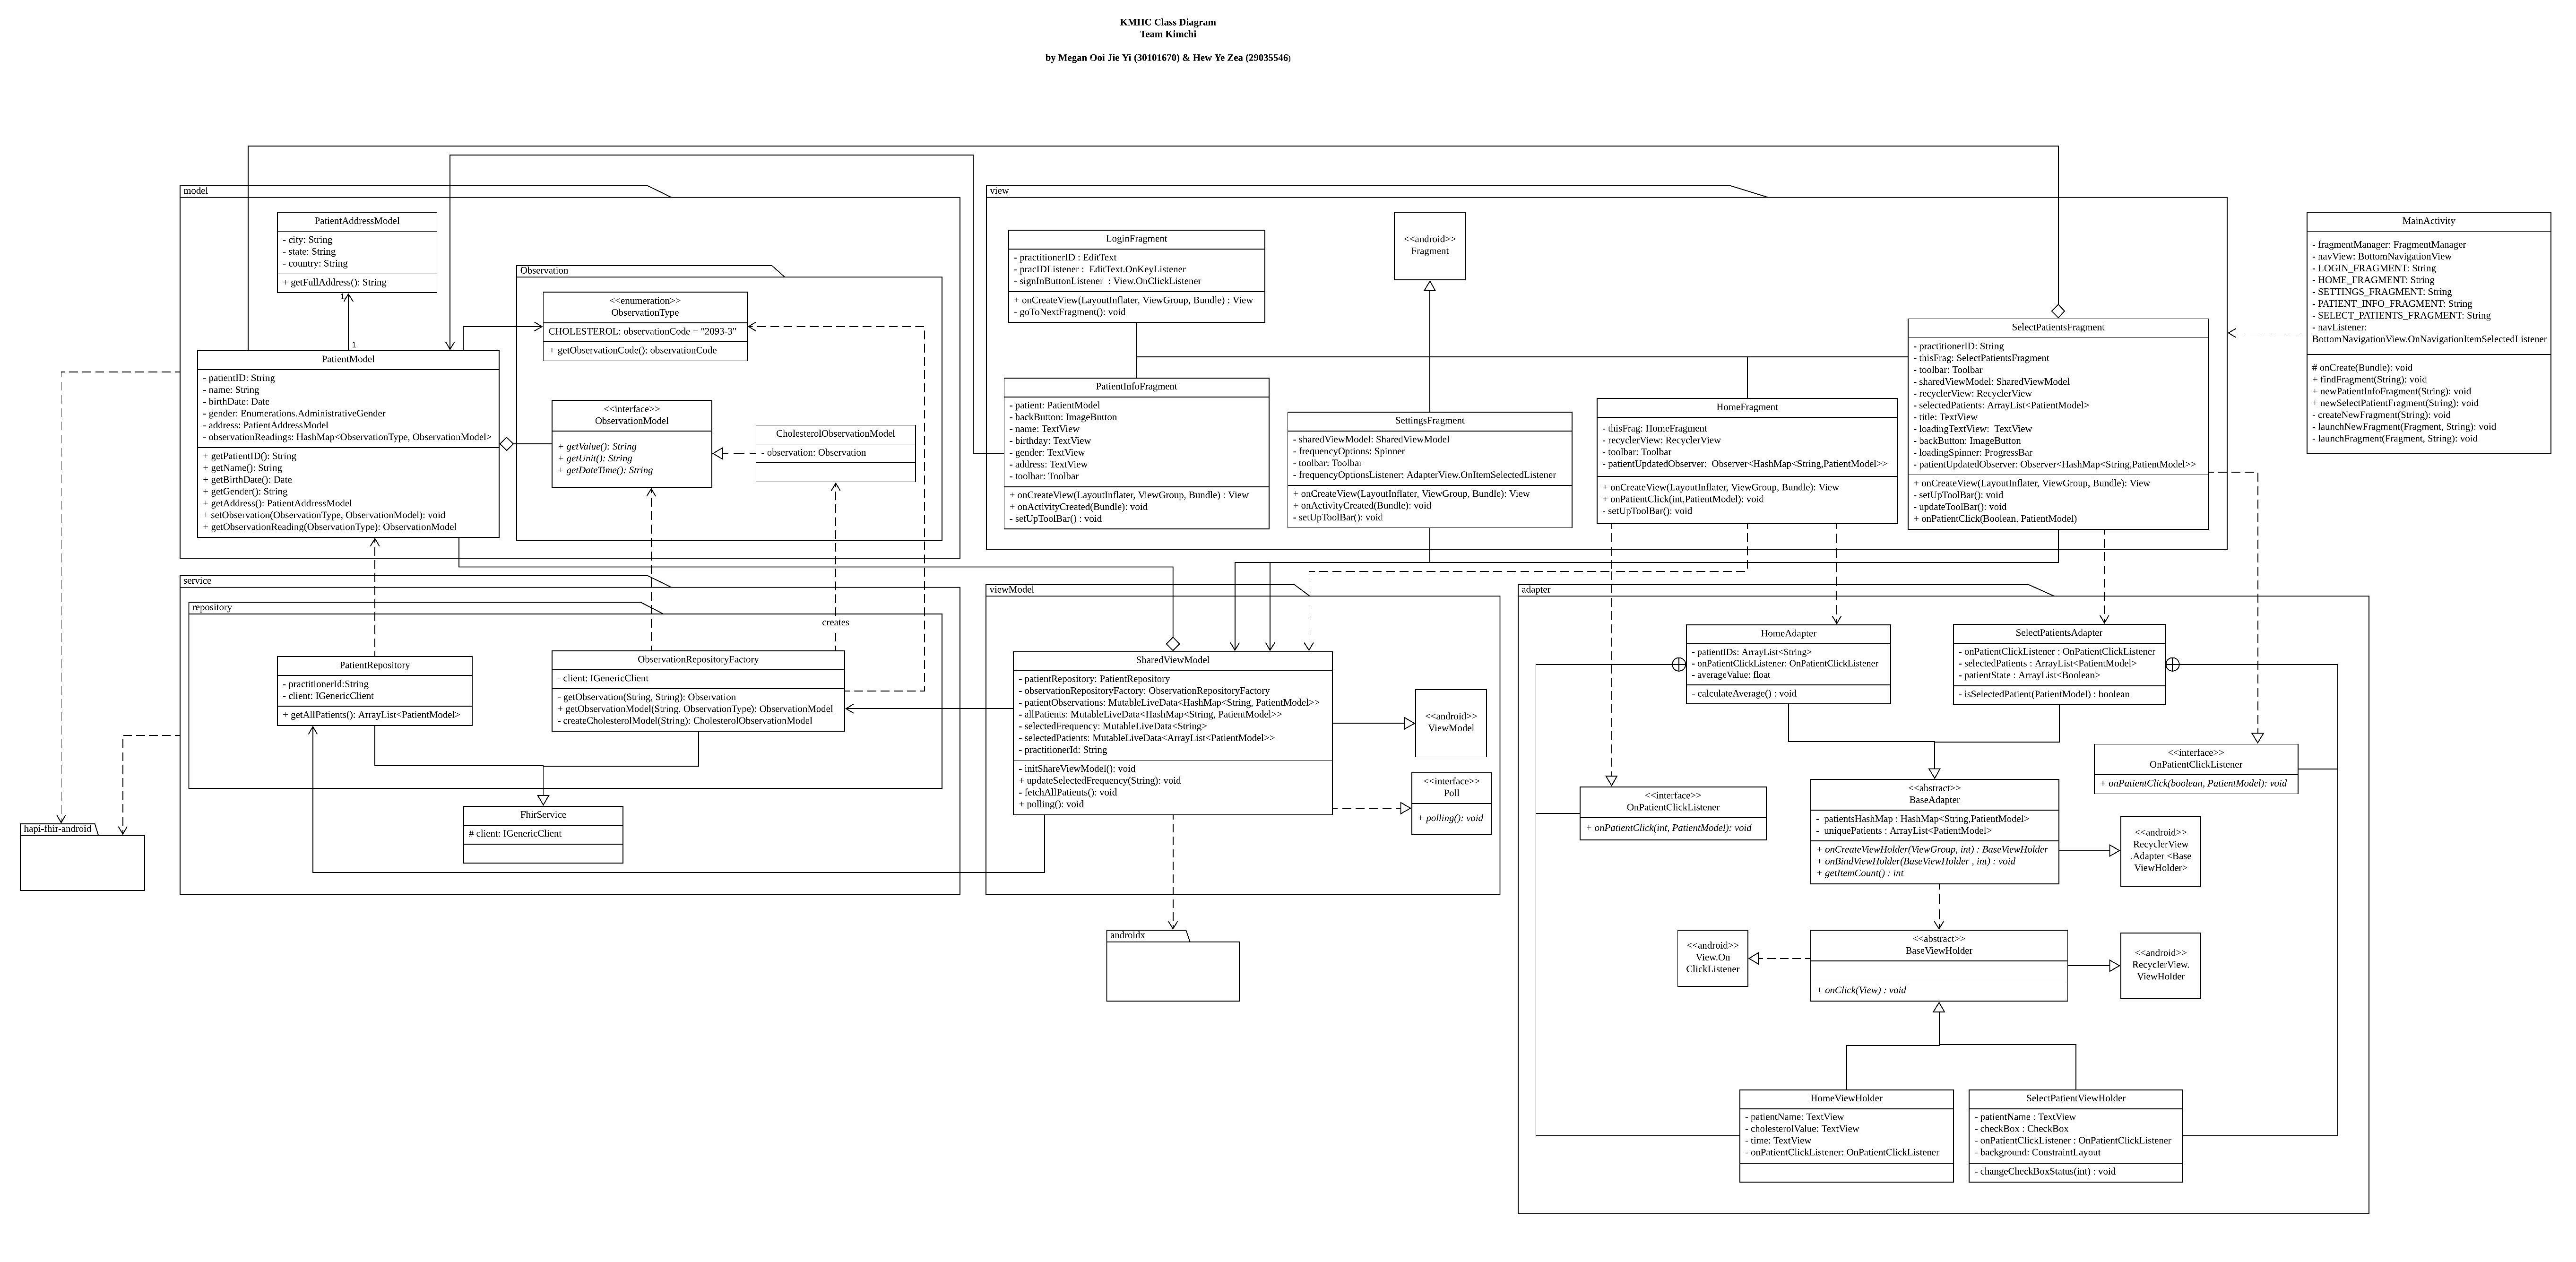 KMHC Class Diagram
Team Kimchi
by Megan Ooi Jie Yi (30101670) & Hew Ye Zea (29035546)
model
PatientAddressModel
- city: String
- state: String
- country: String
+ getFullAddress(): String
1
1
PatientModel
- patientID: String
- name: String
- birthDate: Date
- gender: Enumerations.AdministrativeGender
- address: PatientAddressModel
- observationReadings: HashMap<ObservationType, ObservationModel>
+ getPatientID(): String
+ getName(): String
+ getBirthDate(): Date
+ getGender(): String
+ getAddress(): PatientAddressModel
+ setObservation(ObservationType, ObservationModel): void
+ getObservationReading(ObservationType): ObservationModel
Observation
<<enumeration>>
ObservationType
CHOLESTEROL: observationCode = "2093-3"
+ getObservationCode(): observationCode
<<interface>>
ObservationModel
+ getValue(): String
+ getUnit(): String
+ getDateTime(): String
CholesterolObservationModel
- observation: Observation
view
LoginFragment
- practitionerID : EditText
- pracIDListener :  EditText.OnKeyListener
- signInButtonListener  : View.OnClickListener
+ onCreateView(LayoutInflater, ViewGroup, Bundle) : View
- goToNextFragment(): void
<<android>>
Fragment
PatientInfoFragment
- patient: PatientModel
- backButton: ImageButton
- name: TextView
- birthday: TextView
- gender: TextView
- address: TextView
- toolbar: Toolbar
+ onCreateView(LayoutInflater, ViewGroup, Bundle) : View
+ onActivityCreated(Bundle): void
- setUpToolBar() : void
SettingsFragment
- sharedViewModel: SharedViewModel
- frequencyOptions: Spinner
- toolbar: Toolbar
- frequencyOptionsListener: AdapterView.OnItemSelectedListener
+ onCreateView(LayoutInflater, ViewGroup, Bundle): View
+ onActivityCreated(Bundle): void
- setUpToolBar(): void
HomeFragment
- thisFrag: HomeFragment
- recyclerView: RecyclerView
- toolbar: Toolbar
- patientUpdatedObserver:  Observer<HashMap<String,PatientModel>>
+ onCreateView(LayoutInflater, ViewGroup, Bundle): View
+ onPatientClick(int,PatientModel): void
- setUpToolBar(): void
SelectPatientsFragment
- practitionerID: String
- thisFrag: SelectPatientsFragment
- toolbar: Toolbar
- sharedViewModel: SharedViewModel
- recyclerView: RecyclerView
- selectedPatients: ArrayList<PatientModel>
- title: TextView
- loadingTextView:  TextView
- backButton: ImageButton
- loadingSpinner: ProgressBar
- patientUpdatedObserver: Observer<HashMap<String,PatientModel>>
+ onCreateView(LayoutInflater, ViewGroup, Bundle): View
- setUpToolBar(): void
- updateToolBar(): void
+ onPatientClick(Boolean, PatientModel)
MainActivity
- fragmentManager: FragmentManager
- navView: BottomNavigationView
- LOGIN_FRAGMENT: String
- HOME_FRAGMENT: String
- SETTINGS_FRAGMENT: String
- PATIENT_INFO_FRAGMENT: String
- SELECT_PATIENTS_FRAGMENT: String
- navListener:
BottomNavigationView.OnNavigationItemSelectedListener
# onCreate(Bundle): void
+ findFragment(String): void
+ newPatientInfoFragment(String): void
+ newSelectPatientFragment(String): void
- createNewFragment(String): void
- launchNewFragment(Fragment, String): void
- launchFragment(Fragment, String): void
service
repository
PatientRepository
- practitionerId:String
- client: IGenericClient
+ getAllPatients(): ArrayList<PatientModel>
creates
ObservationRepositoryFactory
- client: IGenericClient
- getObservation(String, String): Observation
+ getObservationModel(String, ObservationType): ObservationModel
- createCholesterolModel(String): CholesterolObservationModel
FhirService
# client: IGenericClient
hapi-fhir-android
viewModel
SharedViewModel
- patientRepository: PatientRepository
- observationRepositoryFactory: ObservationRepositoryFactory
- patientObservations: MutableLiveData<HashMap<String, PatientModel>>
- allPatients: MutableLiveData<HashMap<String, PatientModel>>
- selectedFrequency: MutableLiveData<String>
- selectedPatients: MutableLiveData<ArrayList<PatientModel>>
- practitionerId: String
- initShareViewModel(): void
+ updateSelectedFrequency(String): void
- fetchAllPatients(): void
+ polling(): void
<<android>>
ViewModel
<<interface>>
Poll
+ polling(): void
androidx
adapter
HomeAdapter
- patientIDs: ArrayList<String>
- onPatientClickListener: OnPatientClickListener
- averageValue: float
- calculateAverage() : void
SelectPatientsAdapter
- onPatientClickListener : OnPatientClickListener
- selectedPatients : ArrayList<PatientModel>
- patientState : ArrayList<Boolean>
- isSelectedPatient(PatientModel) : boolean
<<interface>>
OnPatientClickListener
+ onPatientClick(boolean, PatientModel): void
<<interface>>
OnPatientClickListener
+ onPatientClick(int, PatientModel): void
<<abstract>>
BaseAdapter
-  patientsHashMap : HashMap<String,PatientModel>
-  uniquePatients : ArrayList<PatientModel>
+ onCreateViewHolder(ViewGroup, int) : BaseViewHolder
+ onBindViewHolder(BaseViewHolder , int) : void
+ getItemCount() : int
<<android>>
RecyclerView
.Adapter <Base
ViewHolder>
<<android>>
View.On
ClickListener
<<abstract>>
BaseViewHolder
+ onClick(View) : void
<<android>>
RecyclerView.
ViewHolder
HomeViewHolder
- patientName: TextView
- cholesterolValue: TextView
- time: TextView
- onPatientClickListener: OnPatientClickListener
SelectPatientViewHolder
- patientName : TextView
- checkBox : CheckBox
- onPatientClickListener : OnPatientClickListener
- background: ConstraintLayout
- changeCheckBoxStatus(int) : void